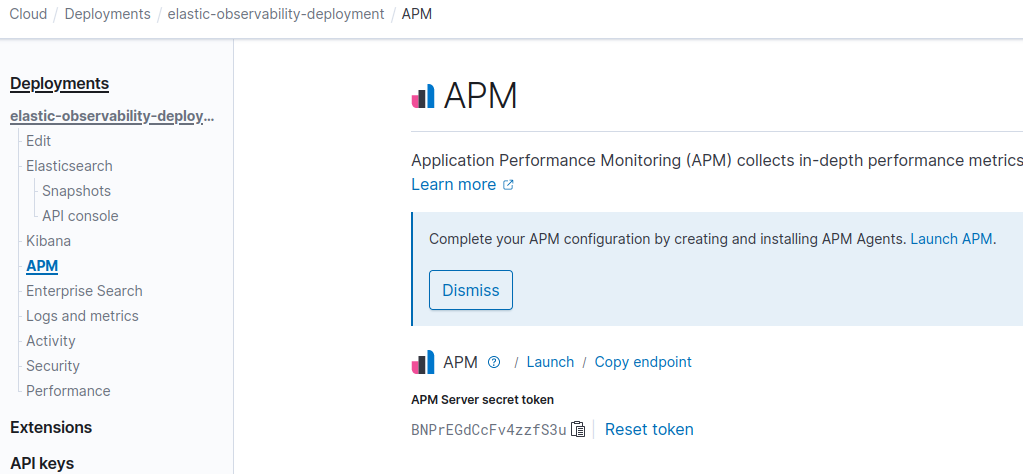 Cloud / Deployments / elastic-observability-deployment / APM
Deployments
elastic-observability-deploy...
Edit
Elasticsearch
Snapshots
API console
Kibana
APM
Enterprise Search
Logs and metrics
Activity
Security
Performance
Extensions
API keys
APM
Application Performance Monitoring (APM) collects in-depth performance metrics
Learn more
Complete your APM configuration by creating and installing APM Agents. Launch APM.
Dismiss
APM ? / Launch / Copy endpoint
APM Server secret token
BNPrEGdCcFv4zzfS3u Reset token